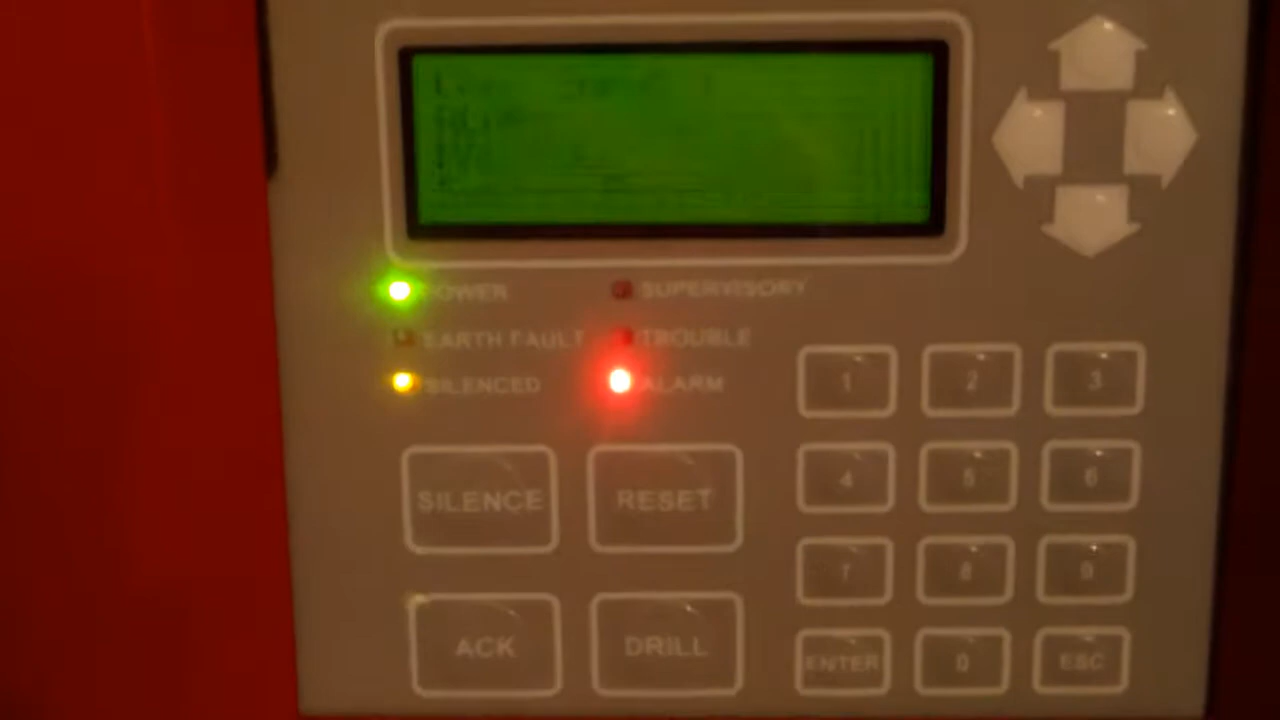 POWER SUPERVISORY
EARTH FAULT TROUBLE
SILENCED ALARM
1 2 3
SILENCE RESET
4 5 6
7 8 9
ACK DRILL
ENTER 0 ESC